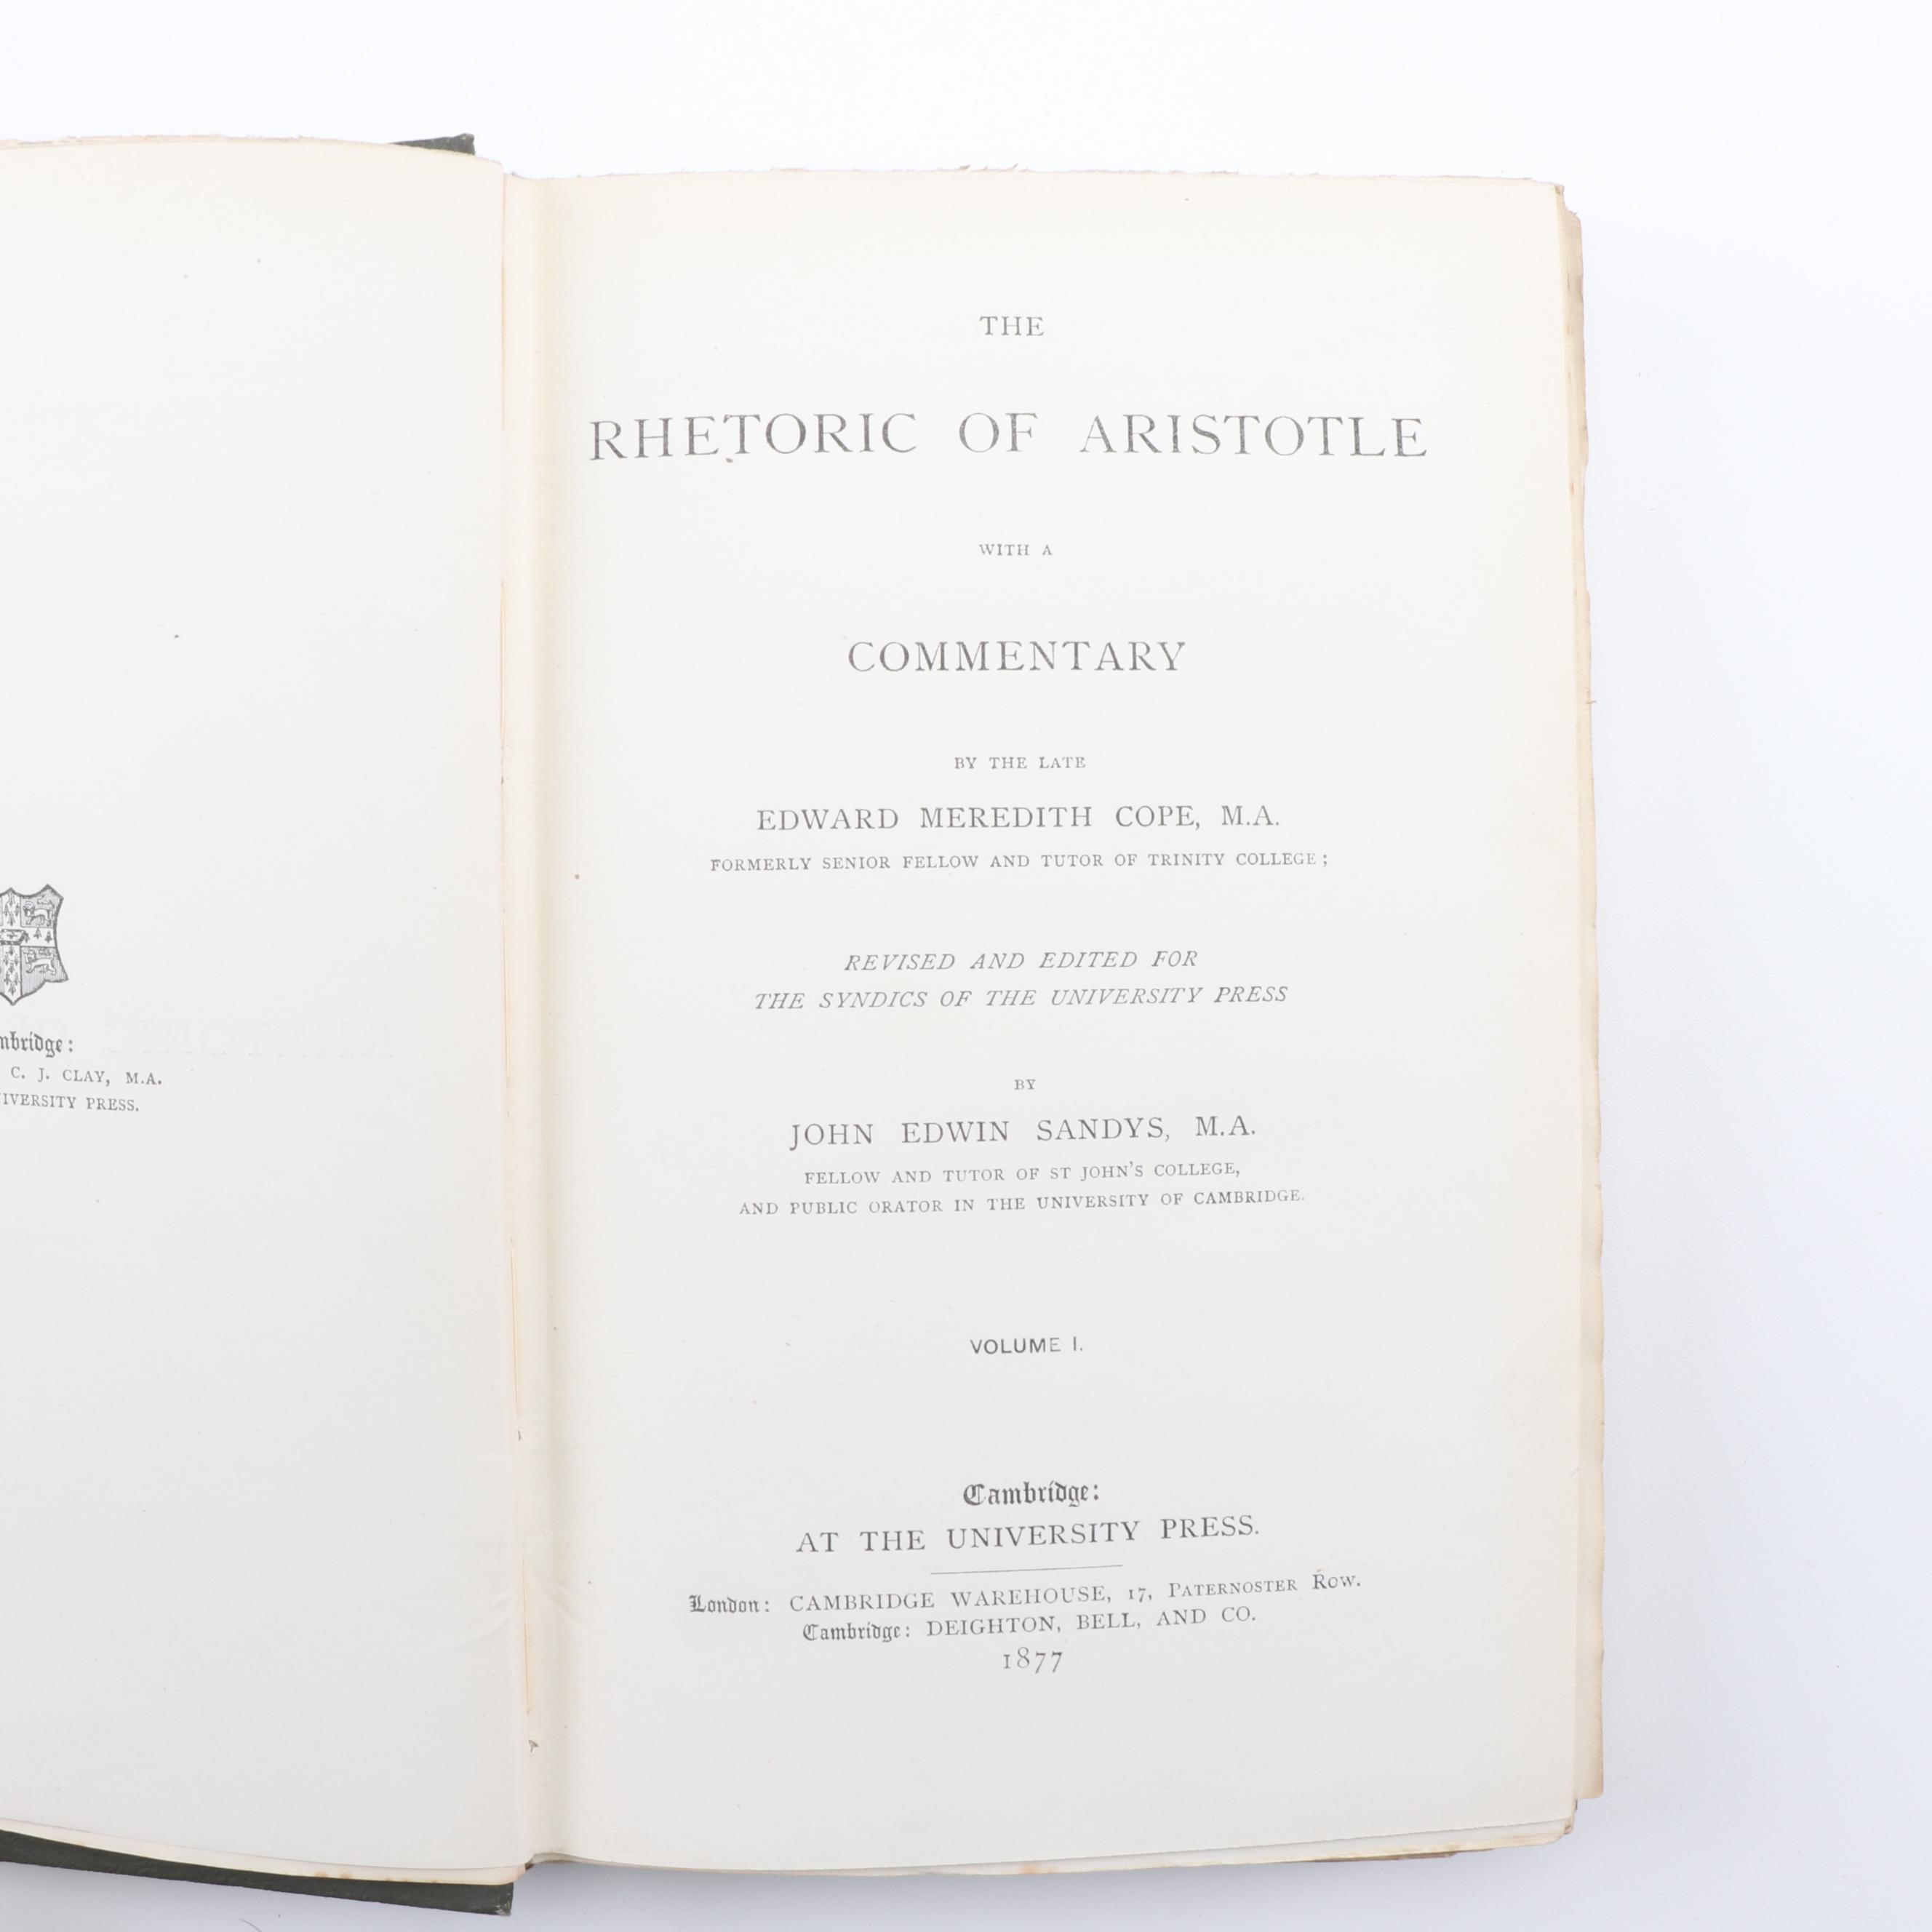 mbridge:
C. J. CLAY, M.A.
IVERSITY PRESS.
THE
RHETORIC OF ARISTOTLE
WITH A
COMMENTARY
BY THE LATE
EDWARD MEREDITH COPE, M.A.
FORMERLY SENIOR FELLOW AND TUTOR OF TRINITY COLLEGE;
REVISED AND EDITED FOR
THE SYNDICS OF THE UNIVERSITY PRESS
BY
JOHN EDWIN SANDYS, M.A.
FELLOW AND TUTOR OF ST JOHN'S COLLEGE,
AND PUBLIC ORATOR IN THE UNIVERSITY OF CAMBRIDGE.
VOLUME I.
Cambridge:
AT THE UNIVERSITY PRESS.
London: CAMBRIDGE WAREHOUSE, 17, PATERNOSTER ROW.
Cambridge: DEIGHTON, BELL, AND CO.
1877